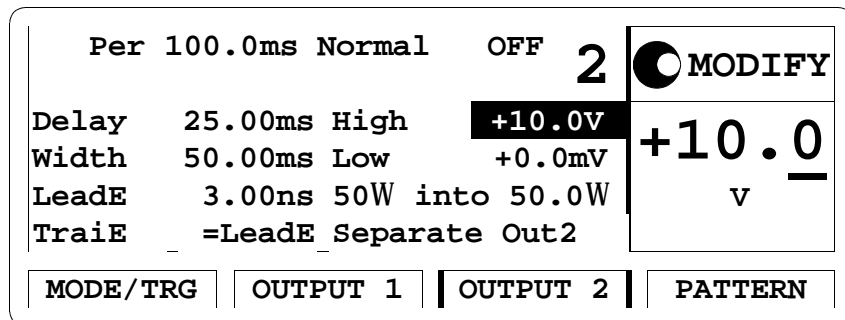 Per 100.0ms Normal OFF 2
MODIFY
Delay 25.00ms High +10.0V
Width 50.00ms Low +0.0mV
LeadE 3.00ns 50W into 50.0W
TraiE =LeadE Separate Out2
+10.0
V
MODE/TRG OUTPUT 1 OUTPUT 2 PATTERN